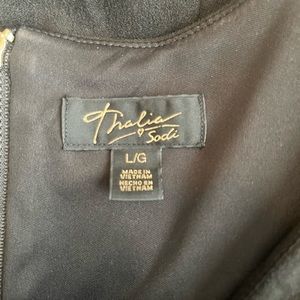 Thalia
Sodi
L/G
MADE IN
VIETNAM
HECHO EN
VIETNAM